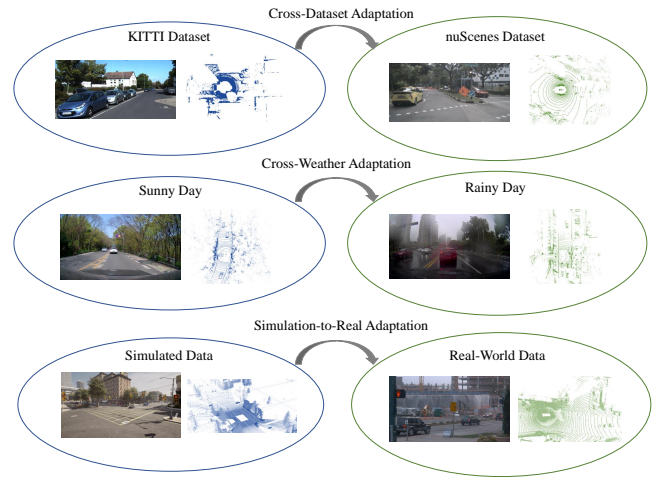 Cross-Dataset Adaptation
KITTI Dataset
nuScenes Dataset
Cross-Weather Adaptation
Sunny Day
Rainy Day
Simulation-to-Real Adaptation
Simulated Data
Real-World Data